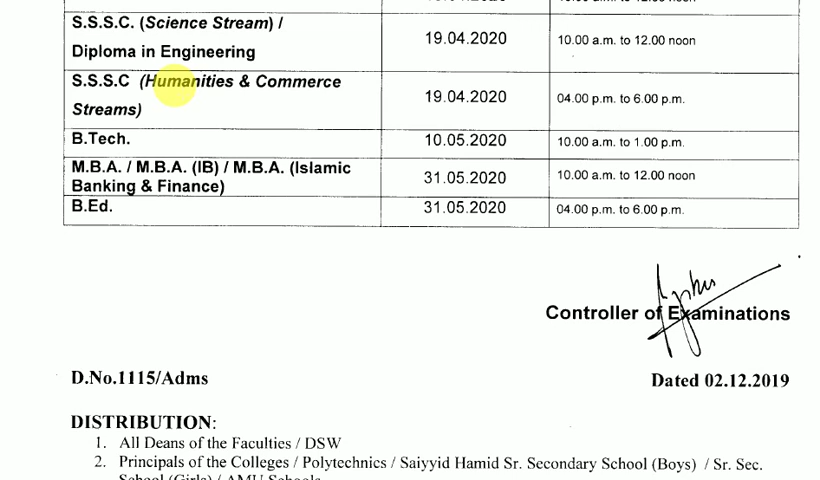 S.S.S.C. (Science Stream) /
Diploma in Engineering
19.04.2020
10.00 a.m. to 12.00 noon
S.S.S.C (Humanities & Commerce
Streams)
19.04.2020
04.00 p.m. to 6.00 p.m.
B.Tech.
10.05.2020
10.00 a.m. to 1.00 p.m.
M.B.A. / M.B.A. (IB) / M.B.A. (Islamic
Banking & Finance)
31.05.2020
10.00 a.m. to 12.00 noon
B.Ed.
31.05.2020
04.00 p.m. to 6.00 p.m.
Controller of Examinations
D.No.1115/Adms
Dated 02.12.2019
DISTRIBUTION:
1. All Deans of the Faculties / DSW
2. Principals of the Colleges / Polytechnics / Saiyyid Hamid Sr. Secondary School (Boys) / Sr. Sec.
School (Girls) / AMU Schools